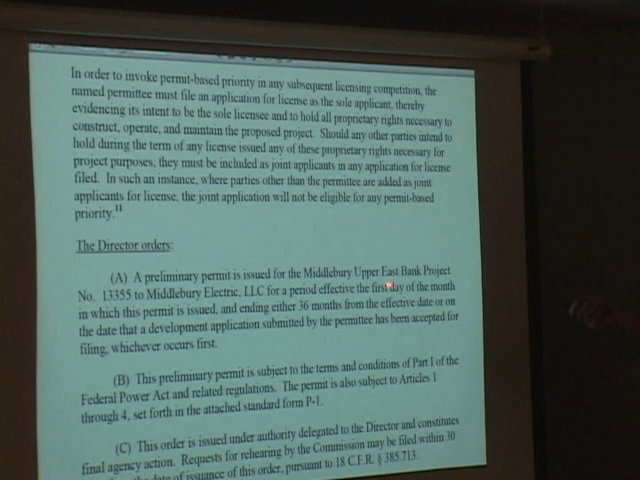 In order to invoke permit-based priority in any subsequent licensing competition, the
named permittee must file an application for license as the sole applicant, thereby
evidencing its intent to be the sole licensee and to hold all proprietary rights necessary to
construct, operate, and maintain the proposed project. Should any other parties intend to
hold during the term of any license issued any of these proprietary rights necessary for
project purposes, they must be included as joint applicants in any application for license
filed. In such an instance, where parties other than the permittee are added as joint
applicants for license, the joint application will not be eligible for any permit-based
priority.¹¹
The Director orders:
(A) A preliminary permit is issued for the Middlebury Upper East Bank Project
No. 13355 to Middlebury Electric, LLC for a period effective the first day of the month
in which this permit is issued, and ending either 36 months from the effective date or on
the date that a development application submitted by the permittee has been accepted for
filing, whichever occurs first.
(B) This preliminary permit is subject to the terms and conditions of Part I of the
Federal Power Act and related regulations. The permit is also subject to Articles 1
through 4, set forth in the attached standard form P-1.
(C) This order is issued under authority delegated to the Director and constitutes
final agency action. Requests for rehearing by the Commission may be filed within 30
the date of issuance of this order, pursuant to 18 C.F.R. § 385.713.